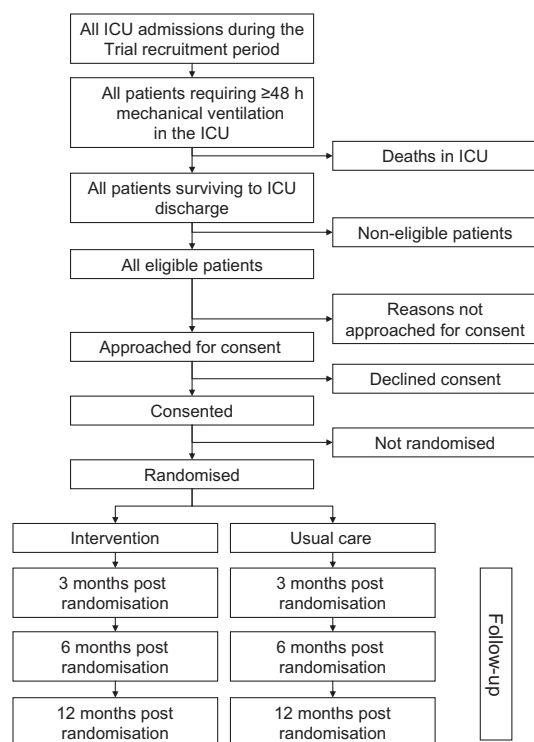 All ICU admissions during the
Trial recruitment period
All patients requiring ≥48 h
mechanical ventilation
in the ICU
Deaths in ICU
All patients surviving to ICU
discharge
Non-eligible patients
All eligible patients
Reasons not
approached for consent
Approached for consent
Declined consent
Consented
Not randomised
Randomised
Intervention
Usual care
3 months post
randomisation
3 months post
randomisation
6 months post
randomisation
6 months post
randomisation
12 months post
randomisation
12 months post
randomisation
Follow-up